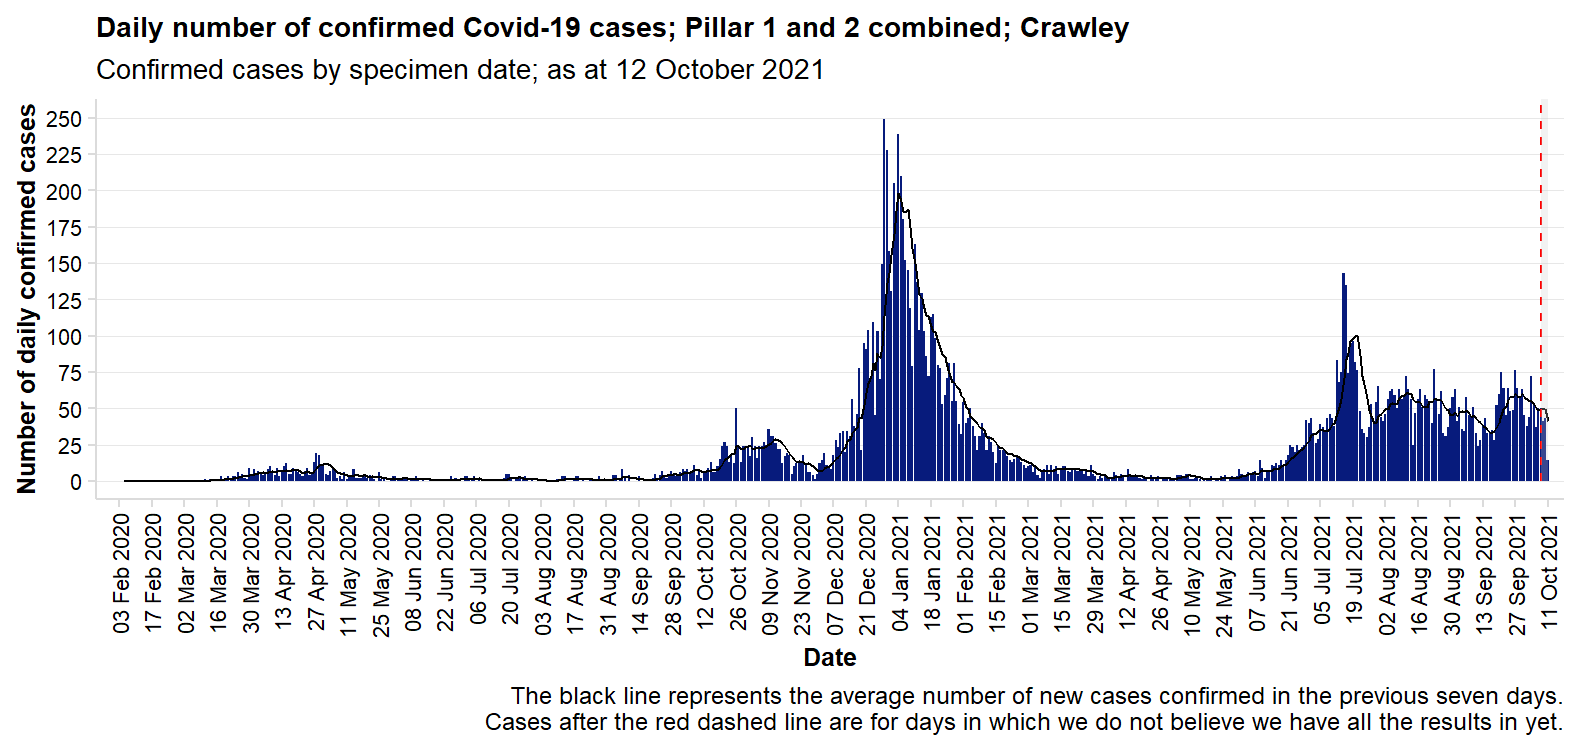 Daily number of confirmed Covid-19 cases; Pillar 1 and 2 combined; Crawley
Confirmed cases by specimen date; as at 12 October 2021
Number of daily confirmed cases
250
225
200
175
150
125
100
75
50
25
0
03 Feb 2020
17 Feb 2020
02 Mar 2020
16 Mar 2020
30 Mar 2020
13 Apr 2020
27 Apr 2020
11 May 2020
25 May 2020
08 Jun 2020
22 Jun 2020
06 Jul 2020
20 Jul 2020
03 Aug 2020
17 Aug 2020
31 Aug 2020
14 Sep 2020
28 Sep 2020
12 Oct 2020
26 Oct 2020
09 Nov 2020
23 Nov 2020
07 Dec 2020
21 Dec 2020
04 Jan 2021
18 Jan 2021
01 Feb 2021
15 Feb 2021
01 Mar 2021
15 Mar 2021
29 Mar 2021
12 Apr 2021
26 Apr 2021
10 May 2021
24 May 2021
07 Jun 2021
21 Jun 2021
05 Jul 2021
19 Jul 2021
02 Aug 2021
16 Aug 2021
30 Aug 2021
13 Sep 2021
27 Sep 2021
11 Oct 2021
Date
The black line represents the average number of new cases confirmed in the previous seven days.
Cases after the red dashed line are for days in which we do not believe we have all the results in yet.